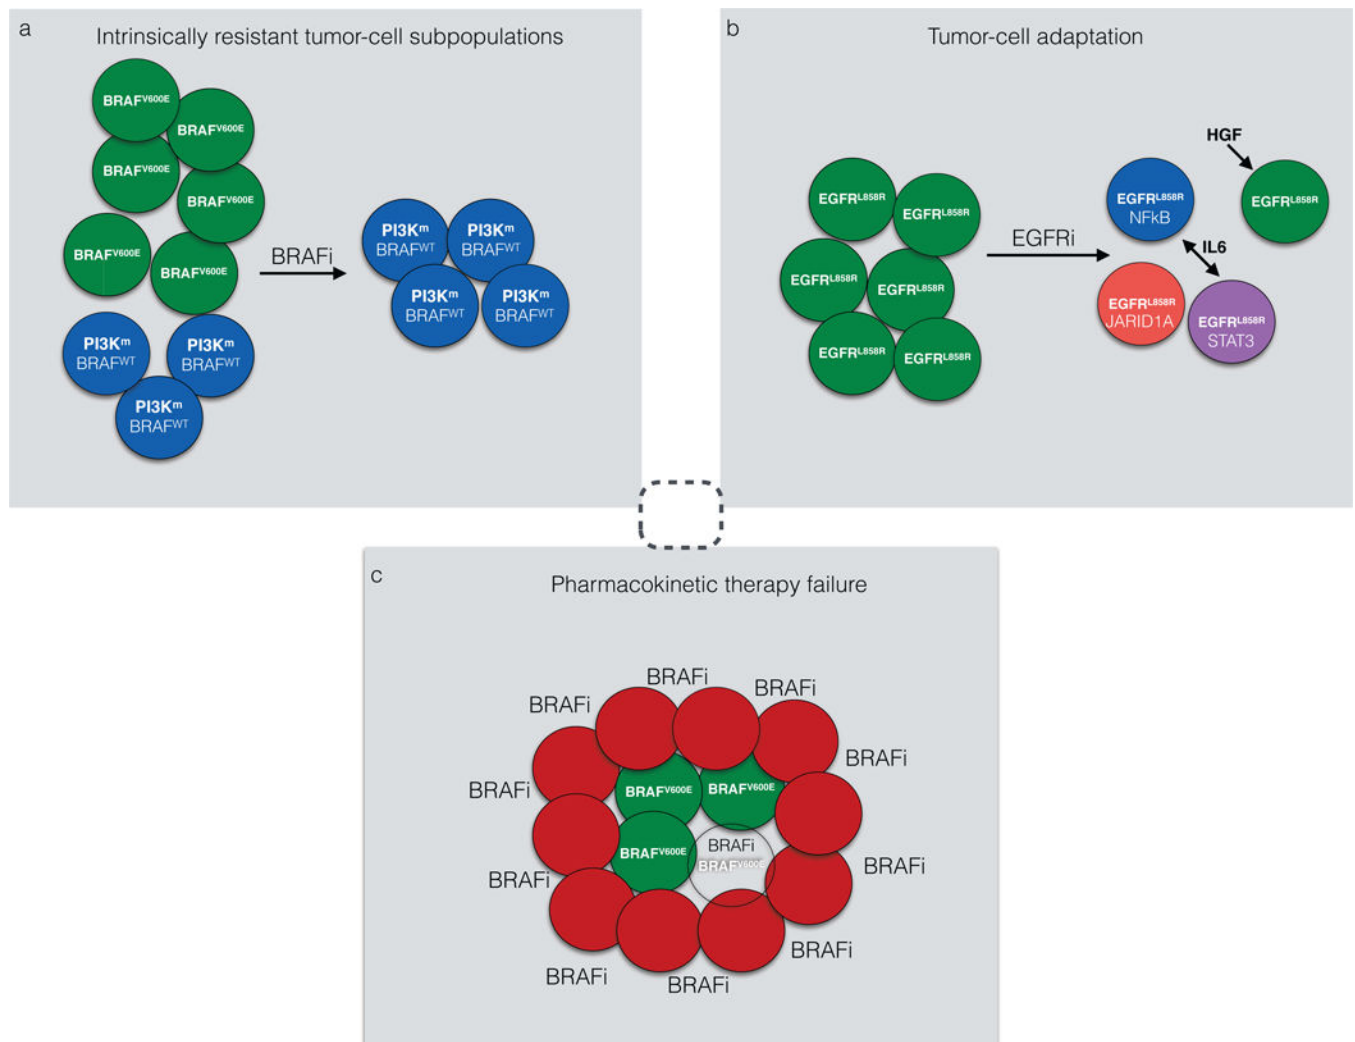 a
Intrinsically resistant tumor-cell subpopulations
BRAFV600E
BRAFV600E
BRAFV600E
BRAFV600E
BRAFV600E
BRAFV600E
PI3Km
BRAFWT
PI3Km
BRAFWT
PI3Km
BRAFWT
BRAFi
PI3Km
BRAFWT
PI3Km
BRAFWT
PI3Km
BRAFWT
PI3Km
BRAFWT
b
Tumor-cell adaptation
EGFRL858R
EGFRL858R
EGFRL858R
EGFRL858R
EGFRL858R
EGFRL858R
EGFRi
HGF
EGFRL858R
NFkB
EGFRL858R
IL6
EGFRL858R
JARID1A
EGFRL858R
STAT3
c
Pharmacokinetic therapy failure
BRAFi
BRAFi
BRAFi
BRAFi
BRAFi
BRAFV600E
BRAFV600E
BRAFV600E
BRAFi
BRAFV600E
BRAFi
BRAFi
BRAFi
BRAFi
BRAFi